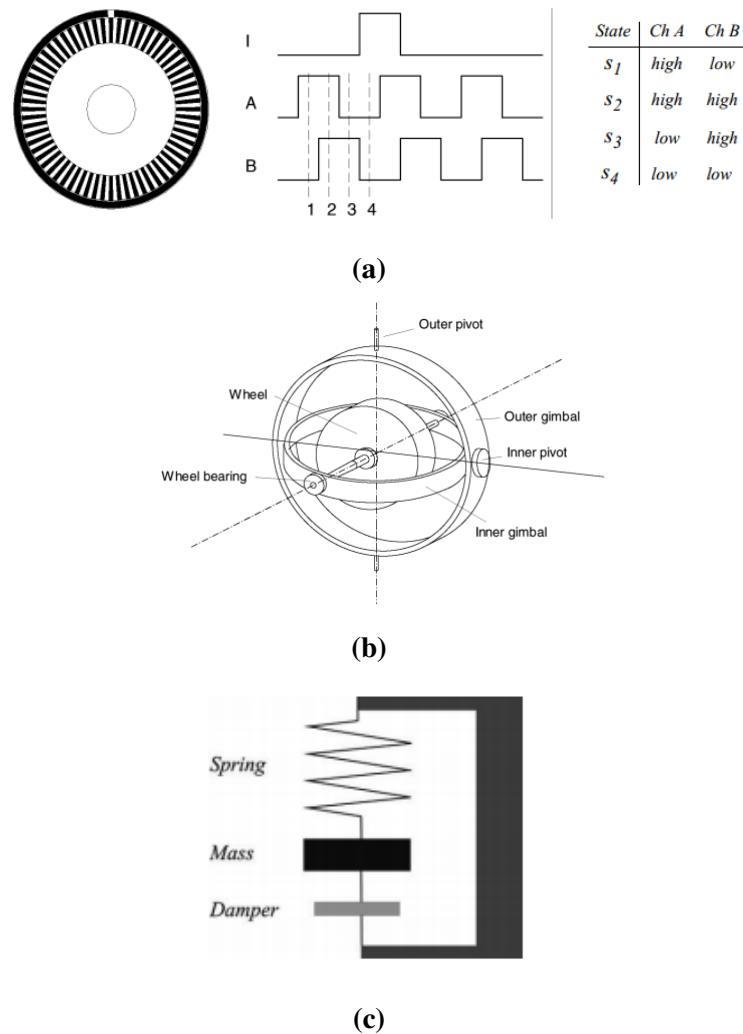 I
A
B
1 2 3 4
State Ch A Ch B
S1 high low
S2 high high
S3 low high
S4 low low
(a)
Outer pivot
Wheel
Outer gimbal
Inner pivot
Wheel bearing
Inner gimbal
(b)
Spring
Mass
Damper
(c)